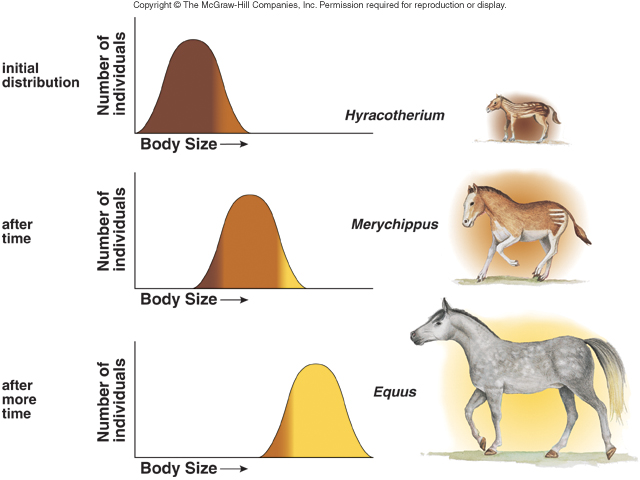 Copyright © The McGraw-Hill Companies, Inc. Permission required for reproduction or display.
initial
distribution
Number of
individuals
Body Size
Hyracotherium
after
time
Number of
individuals
Body Size
Merychippus
after
more
time
Number of
individuals
Body Size
Equus